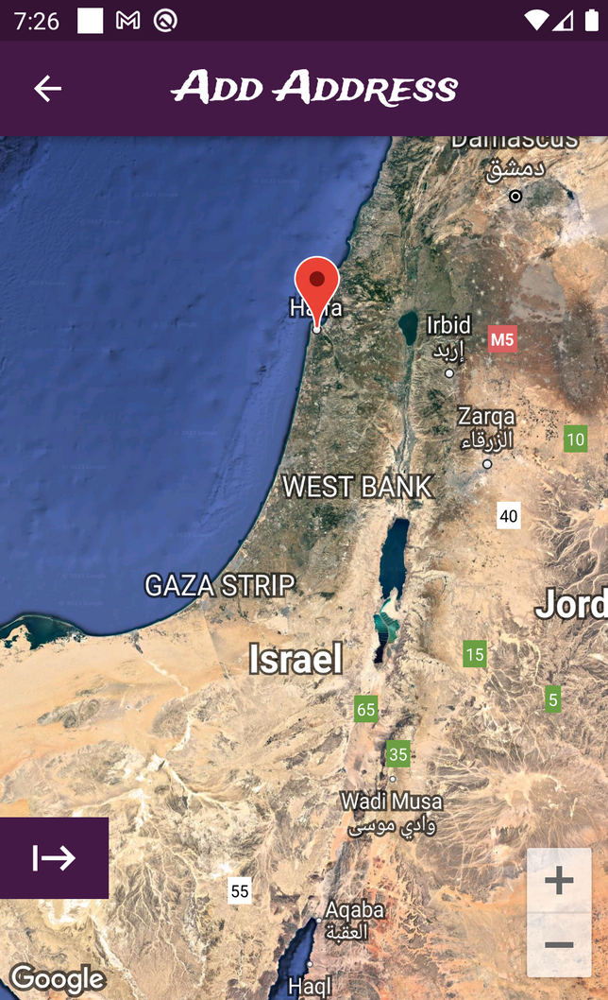 7:26
Add Address
Damascus
دمشق
Haifa
Irbid
إربد
M5
Zarqa
الزرقاء
10
WEST BANK
40
GAZA STRIP
Jord
Israel
15
65
5
35
Wadi Musa
وادي موسى
55
Aqaba
العقبة
Google
Haql